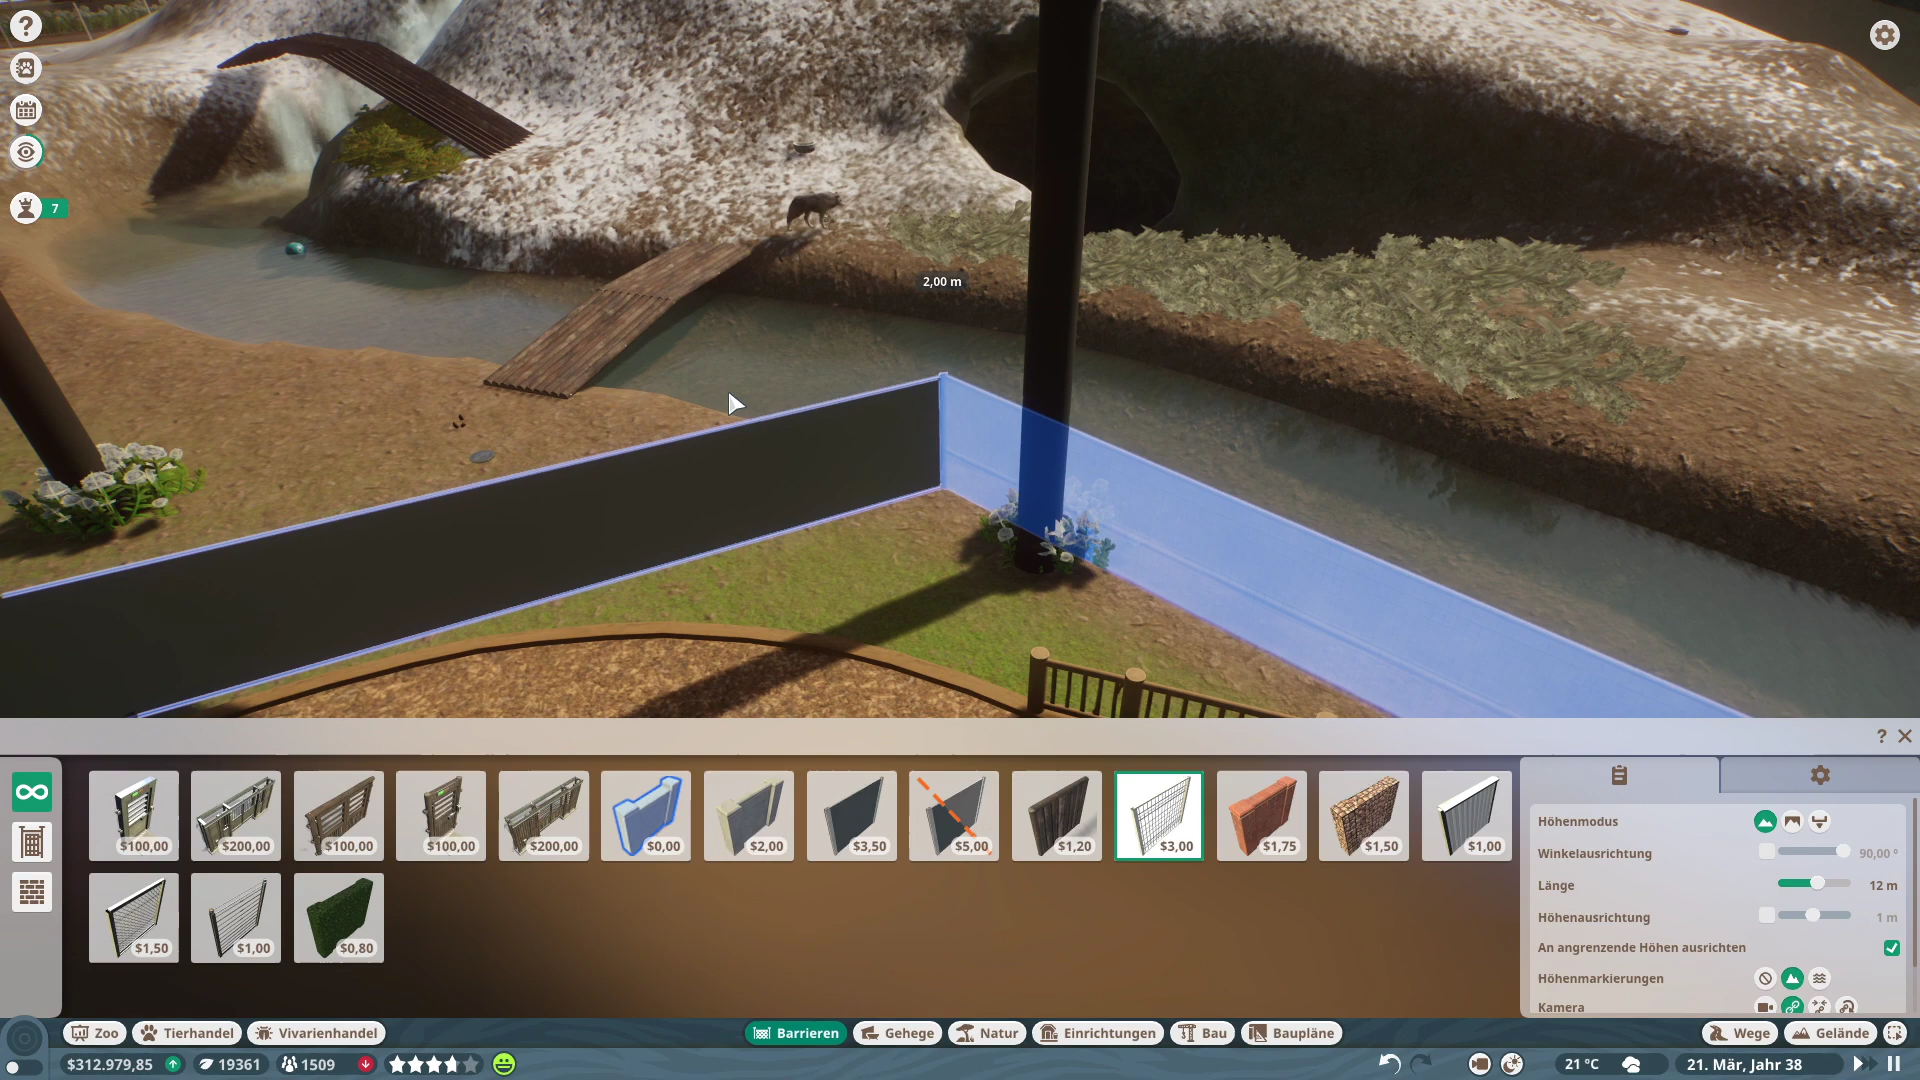 ?
7
2,00 m
?
$100,00
$200,00
$100,00
$100,00
$200,00
$0,00
$2,00
$3,50
$5,00
$1,20
$3,00
$1,75
$1,50
$1,00
$1,50
$1,00
$0,80
Höhenmodus
Winkelausrichtung
90,00 °
Länge
12 m
Höhenausrichtung
1 m
An angrenzende Höhen ausrichten
Höhenmarkierungen
Kamera
Zoo
Tierhandel
Vivarienhandel
Barrieren
Gehege
Natur
Einrichtungen
Bau
Baupläne
Wege
Gelände
$312.979,85
19361
1509
21 °C
21. Mär, Jahr 38